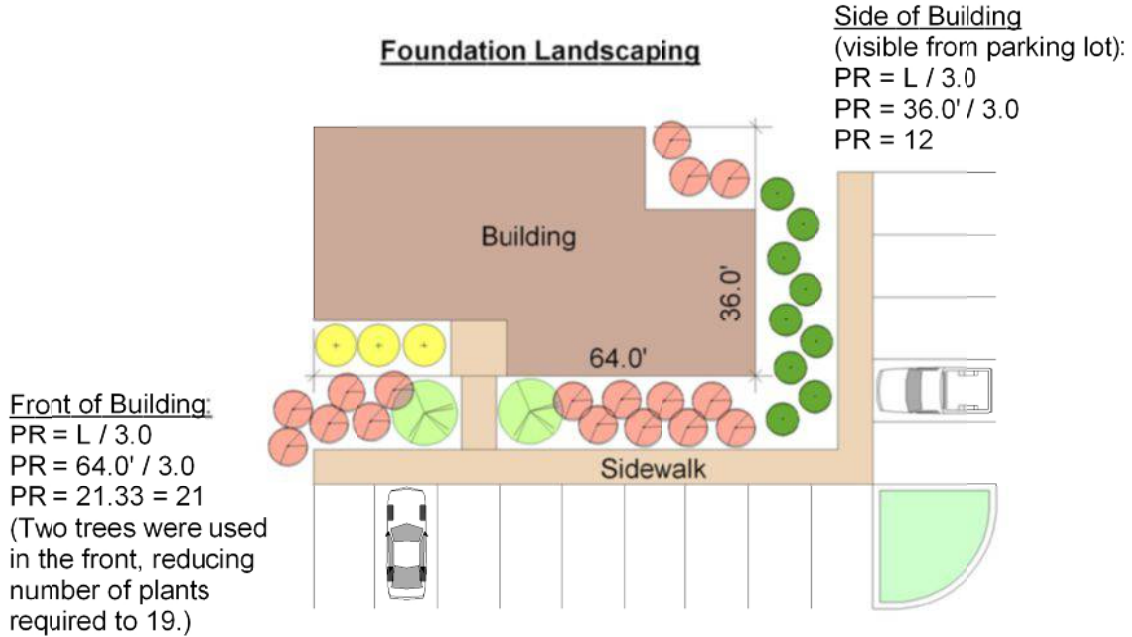 Foundation Landscaping
Side of Building
(visible from parking lot):
PR = L / 3.0
PR = 36.0' / 3.0
PR = 12
Building
36.0'
64.0'
Front of Building:
PR = L / 3.0
PR = 64.0' / 3.0
PR = 21.33 = 21
(Two trees were used
in the front, reducing
number of plants
required to 19.)
Sidewalk